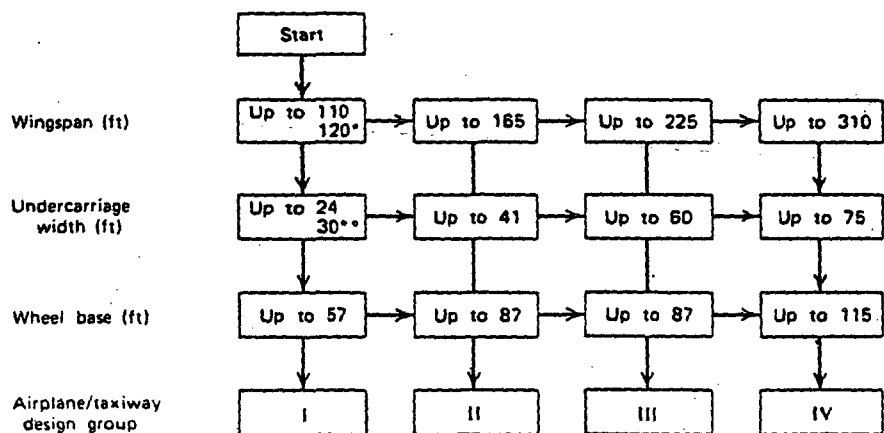 Start
Wingspan (ft)
Up to 110
120*
Up to 165
Up to 225
Up to 310
Undercarriage
width (ft)
Up to 24
30**
Up to 41
Up to 60
Up to 75
Wheel base (ft)
Up to 57
Up to 87
Up to 87
Up to 115
Airplane/taxiway
design group
I
II
III
IV